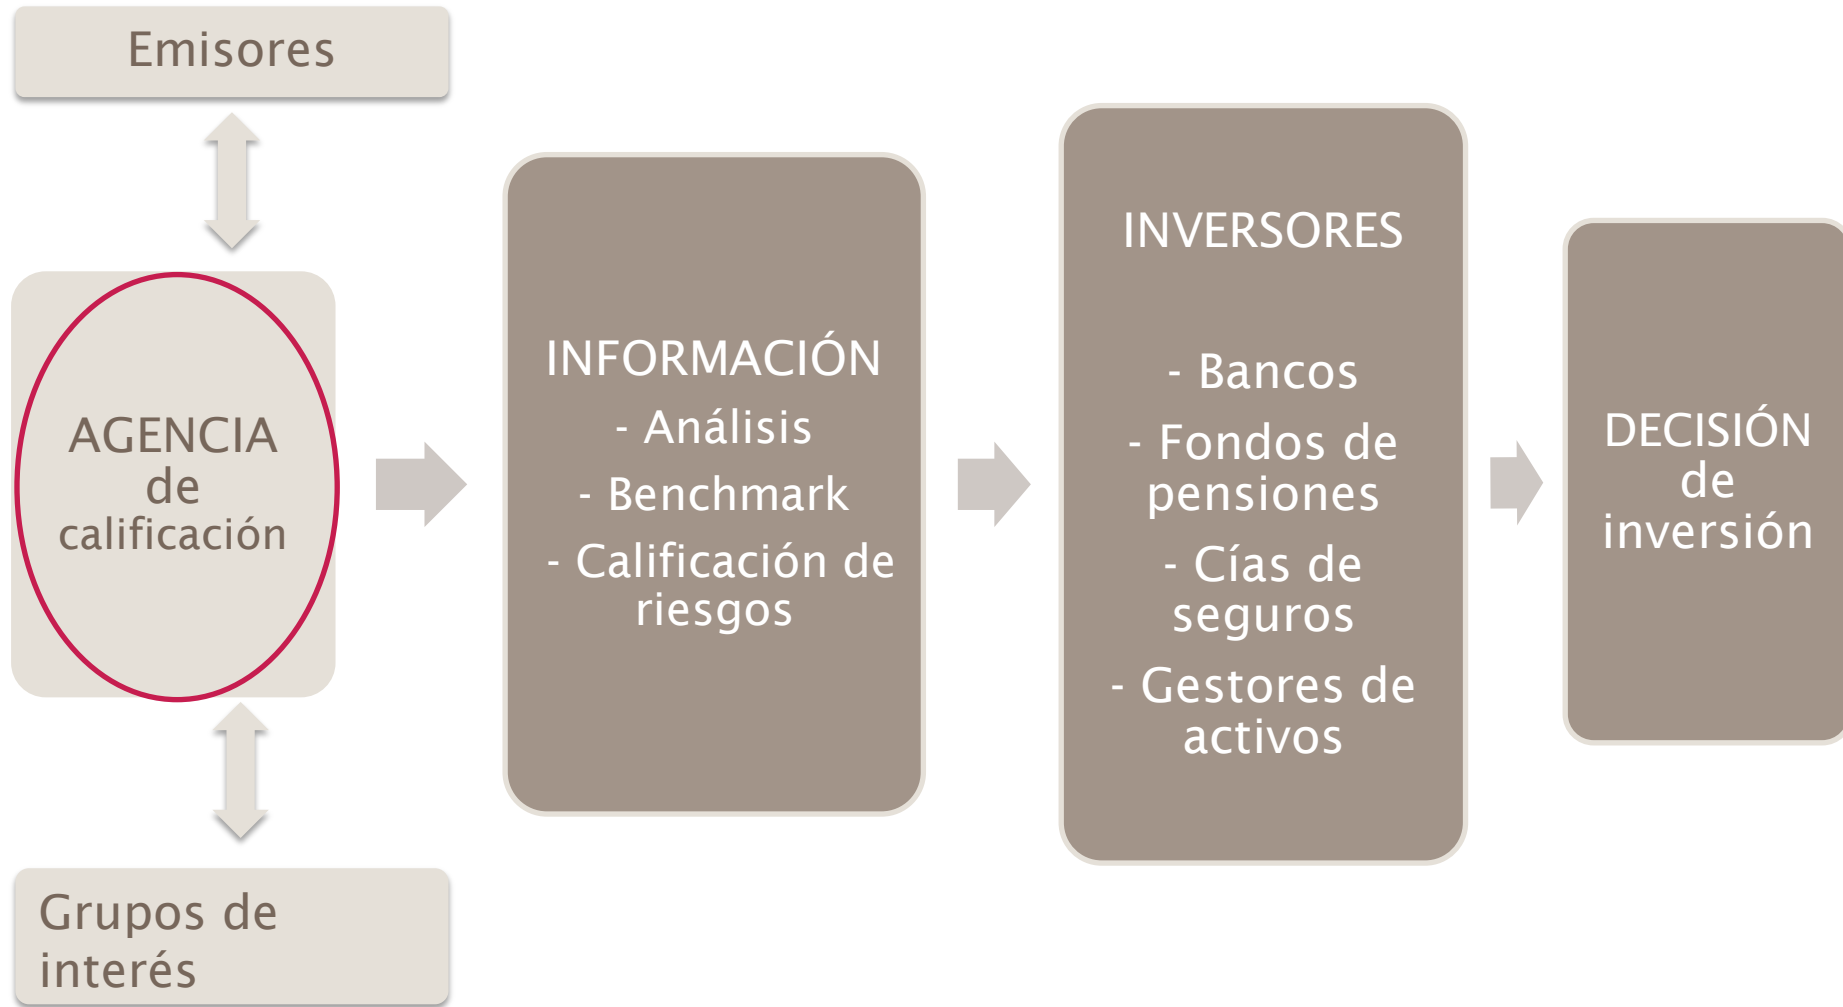 Emisores
AGENCIA
de
calificación
Grupos de
interés
INFORMACIÓN
- Análisis
- Benchmark
- Calificación de
riesgos
INVERSORES
- Bancos
- Fondos de
pensiones
- Cías de
seguros
- Gestores de
activos
DECISIÓN
de
inversión